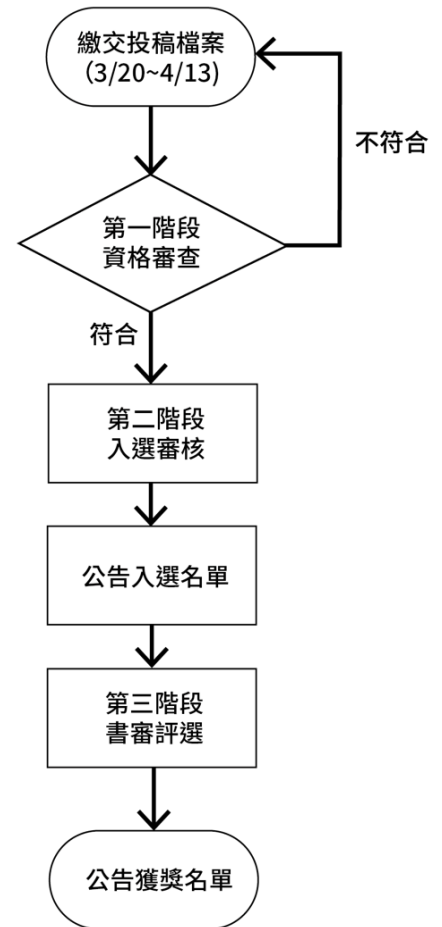 繳交投稿檔案
(3/20~4/13)
不符合
第一階段
資格審查
符合
第二階段
入選審核
公告入選名單
第三階段
書審評選
公告獲獎名單